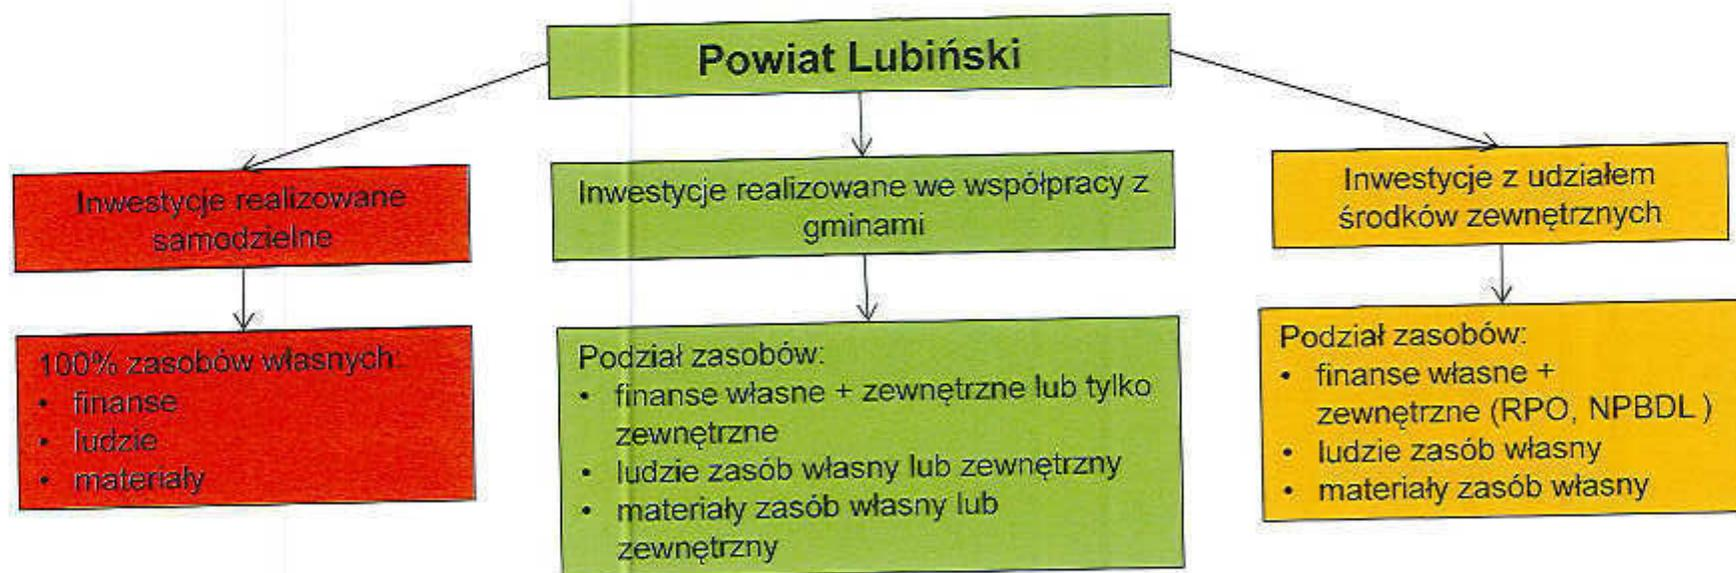 Powiat Lubiński
Inwestycje realizowane
samodzielne
100% zasobów własnych:
• finanse
• ludzie
• materiały
Inwestycje realizowane we współpracy z
gminami
Podział zasobów:
• finanse własne + zewnętrzne lub tylko
zewnętrzne
• ludzie zasób własny lub zewnętrzny
• materiały zasób własny lub
zewnętrzny
Inwestycje z udziałem
środków zewnętrznych
Podział zasobów:
• finanse własne +
zewnętrzne (RPO, NPBDL )
• ludzie zasób własny
• materiały zasób własny